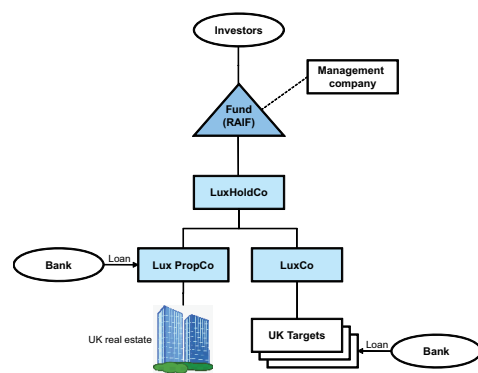 Investors
Management
company
Fund
(RAIF)
LuxHoldCo
Bank
Loan
Lux PropCo
LuxCo
UK real estate
UK Targets
Loan
Bank